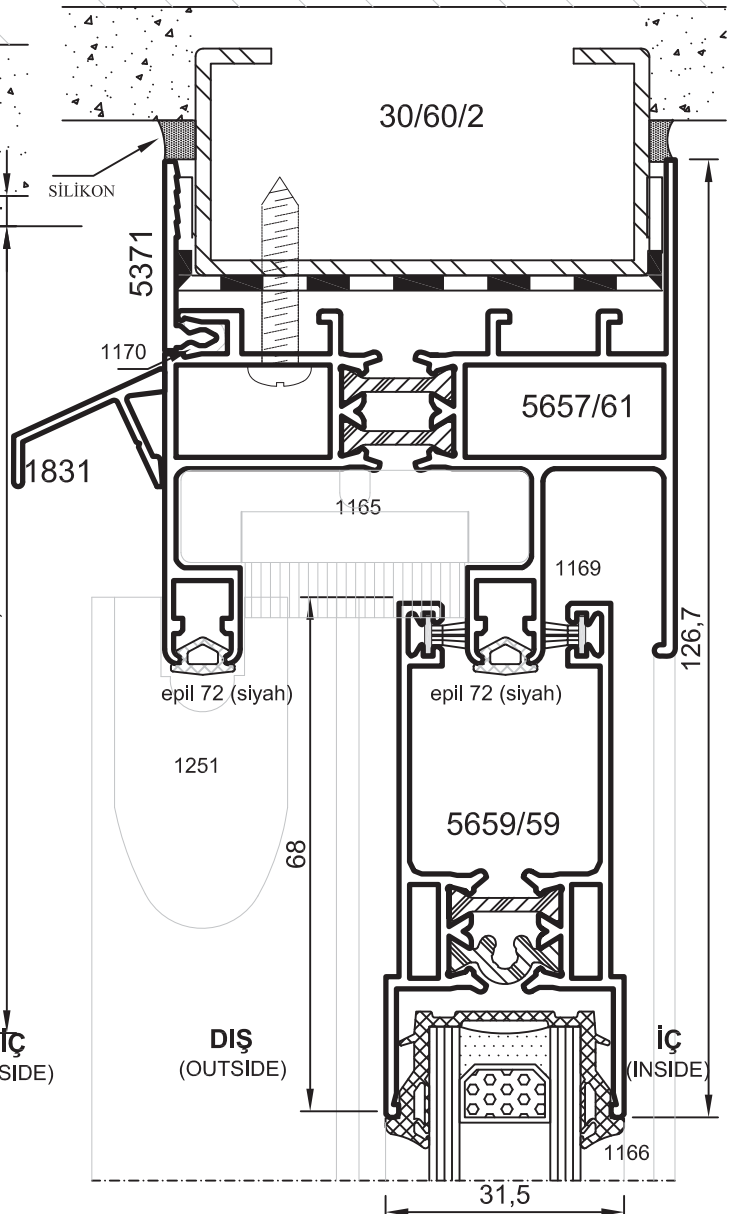 30/60/2
SİLİKON
5371
1170
5657/61
1831
1165
1169
126,7
epil 72 (siyah)
epil 72 (siyah)
1251
5659/59
68
İÇ
SIDE)
DIŞ
(OUTSIDE)
İÇ
(INSIDE)
1166
31,5